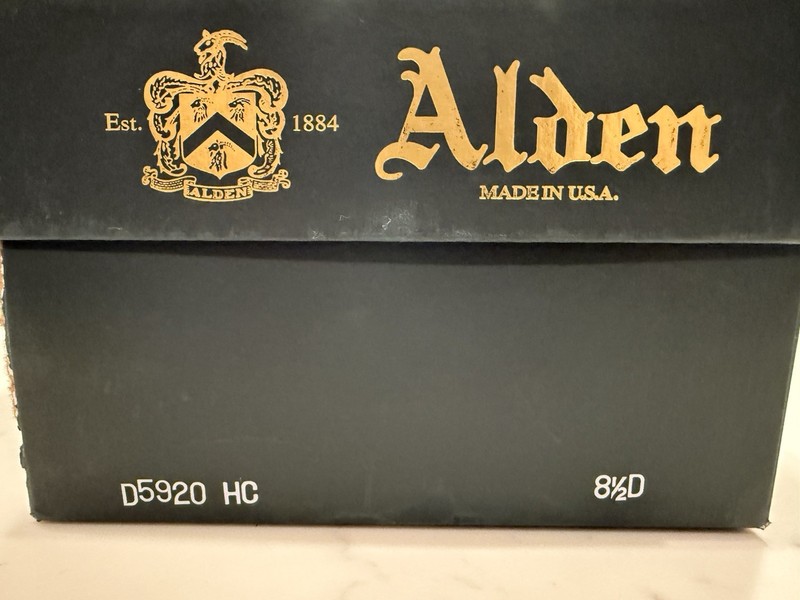 Est. 1884
ALDEN
Alden
MADE IN U.S.A.
D5920 HC
8½D